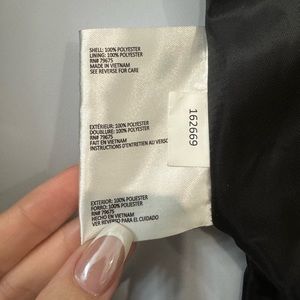 SHELL: 100% POLYESTER
LINING: 100% POLYESTER
RN# 79675
MADE IN VIETNAM
SEE REVERSE FOR CARE
EXTÉRIEUR: 100% POLYESTER
DOUBLURE: 100% POLYESTER
RN# 79675
FAIT EN VIETNAM
INSTRUCTIONS D'ENTRETIEN AU VERSO
162669
EXTERIOR: 100% POLIESTER
FORRO: 100% POLIESTER
RN# 79675
HECHO EN VIETNAM
VER REVERSO PARA EL CUIDADO